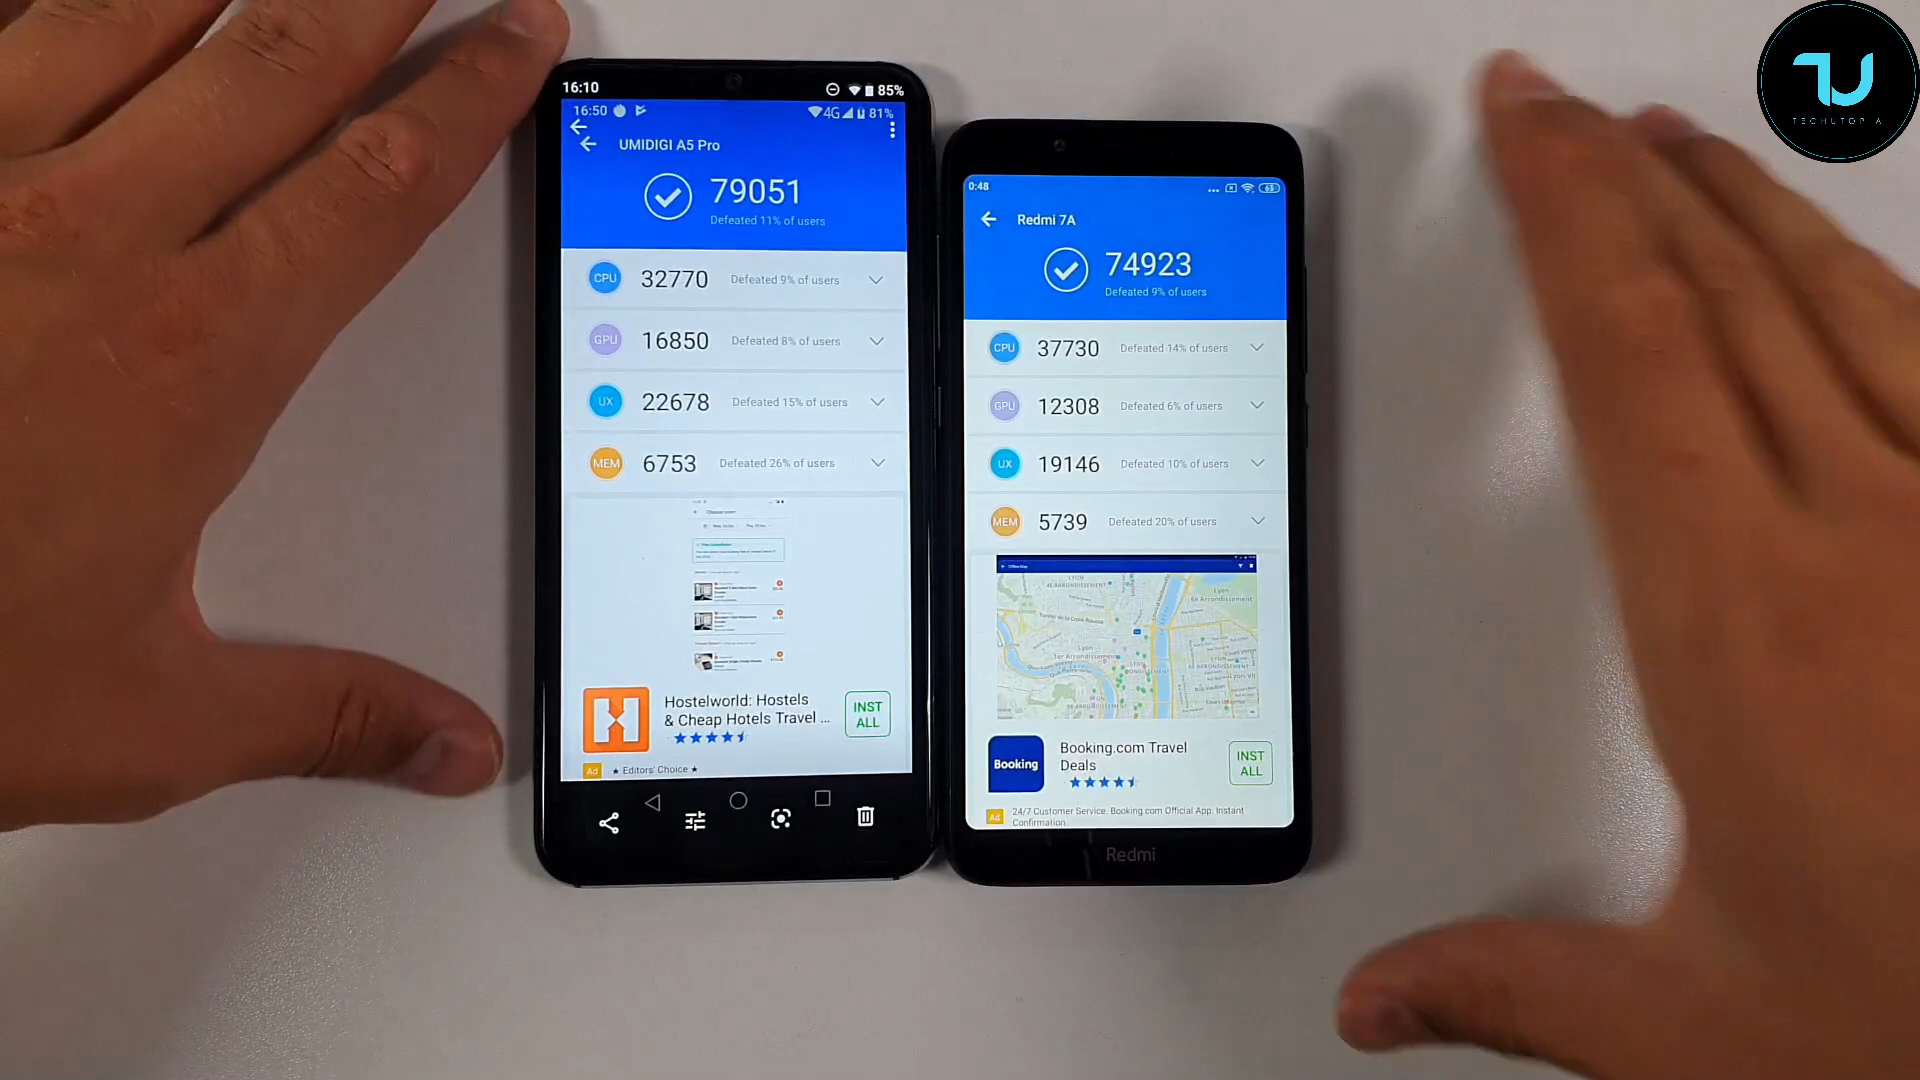 TECHUTOPIA
16:10
85%
16:50
4G
81%
UMIDIGI A5 Pro
79051
Defeated 11% of users
CPU 32770 Defeated 9% of users
GPU 16850 Defeated 8% of users
UX 22678 Defeated 15% of users
MEM 6753 Defeated 26% of users
Hostelworld: Hostels
& Cheap Hotels Travel ...
INST
ALL
Ad ★ Editors' Choice ★
0:48
63
Redmi 7A
74923
Defeated 9% of users
CPU 37730 Defeated 14% of users
GPU 12308 Defeated 6% of users
UX 19146 Defeated 10% of users
MEM 5739 Defeated 20% of users
Offline Map
Booking
Booking.com Travel
Deals
INST
ALL
Ad 24/7 Customer Service. Booking.com Official App. Instant
Confirmation.
Redmi